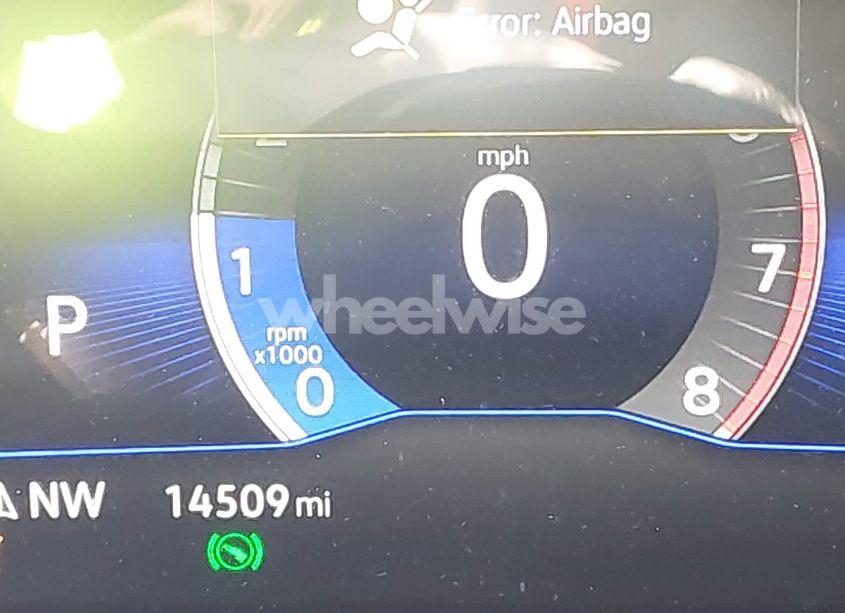 Error: Airbag
mph
0
1
7
P
wheelwise
rpm
x1000
0
8
NW
14509 mi